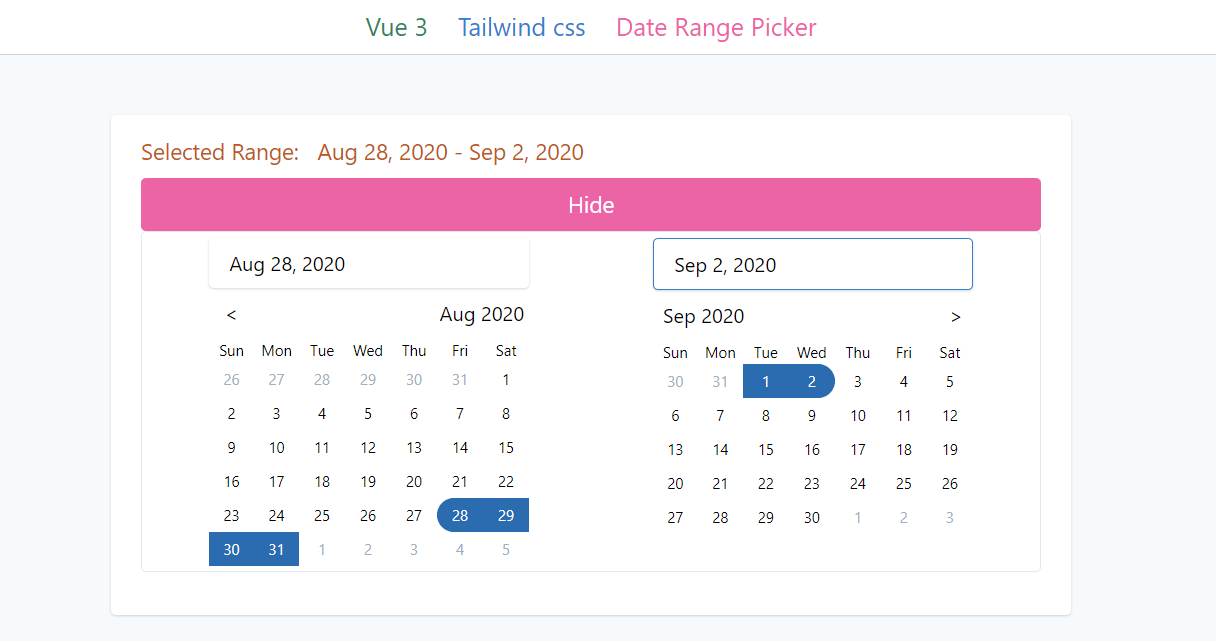 Vue 3 Tailwind css Date Range Picker
Selected Range: Aug 28, 2020 - Sep 2, 2020
Hide
Aug 28, 2020
< Aug 2020
Sun Mon Tue Wed Thu Fri Sat
26 27 28 29 30 31 1
2 3 4 5 6 7 8
9 10 11 12 13 14 15
16 17 18 19 20 21 22
23 24 25 26 27 28 29
30 31 1 2 3 4 5
Sep 2, 2020
Sep 2020 >
Sun Mon Tue Wed Thu Fri Sat
30 31 1 2 3 4 5
6 7 8 9 10 11 12
13 14 15 16 17 18 19
20 21 22 23 24 25 26
27 28 29 30 1 2 3